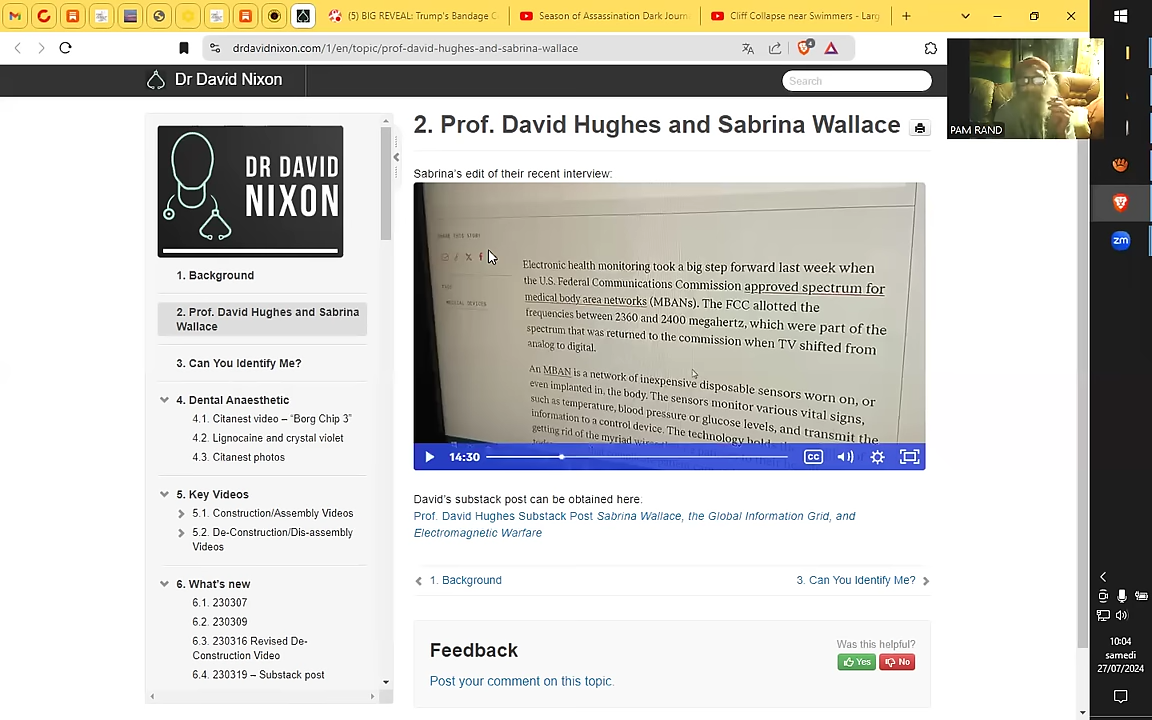 (5) BIG REVEAL: Trump's Bandage C
Season of Assassination Dark Journ
Cliff Collapse near Swimmers - Larg
drdavidnixon.com/1/en/topic/prof-david-hughes-and-sabrina-wallace
4
Dr David Nixon
Search
PAM RAND
DR DAVID
NIXON
1. Background
2. Prof. David Hughes and Sabrina
Wallace
3. Can You Identify Me?
4. Dental Anaesthetic
4.1. Citanest video – “Borg Chip 3”
4.2. Lignocaine and crystal violet
4.3. Citanest photos
5. Key Videos
5.1. Construction/Assembly Videos
5.2. De-Construction/Dis-assembly
Videos
6. What's new
6.1. 230307
6.2. 230309
6.3. 230316 Revised De-
Construction Video
6.4. 230319 – Substack post
2. Prof. David Hughes and Sabrina Wallace
Sabrina's edit of their recent interview:
SHARE THIS STORY
TAGS
MEDICAL DEVICES
Electronic health monitoring took a big step forward last week when
the U.S. Federal Communications Commission approved spectrum for
medical body area networks (MBANs). The FCC allotted the
frequencies between 2360 and 2400 megahertz, which were part of the
spectrum that was returned to the commission when TV shifted from
analog to digital.
An MBAN is a network of inexpensive disposable sensors worn on, or
even implanted in, the body. The sensors monitor various vital signs,
such as temperature, blood pressure or glucose levels, and transmit the
information to a control device. The technology holds the
getting rid of the myriad wires
14:30
CC
David's substack post can be obtained here:
Prof. David Hughes Substack Post Sabrina Wallace, the Global Information Grid, and
Electromagnetic Warfare
1. Background
3. Can You Identify Me?
Feedback
Was this helpful?
Yes
No
Post your comment on this topic.
zm
10:04
samedi
27/07/2024